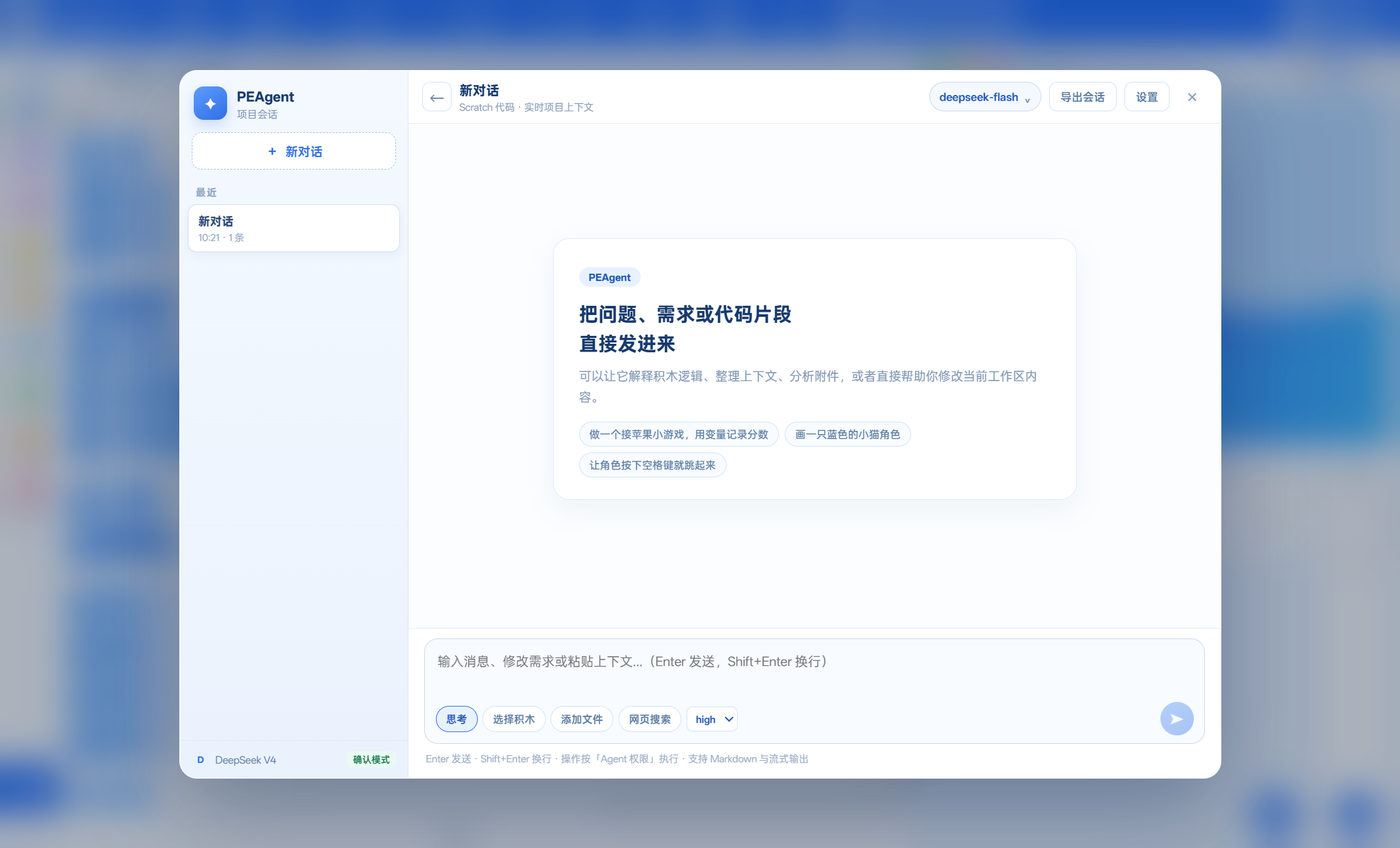 PEAgent
项目会话
+ 新对话
最近
新对话
10:21 · 1 条
D DeepSeek V4 确认模式
新对话
Scratch 代码 · 实时项目上下文
deepseek-flash
导出会话
设置
PEAgent
把问题、需求或代码片段
直接发进来
可以让它解释积木逻辑、整理上下文、分析附件，或者直接帮助你修改当前工作区内
容。
做一个接苹果小游戏，用变量记录分数
画一只蓝色的小猫角色
让角色按下空格键就跳起来
输入消息、修改需求或粘贴上下文...（Enter 发送，Shift+Enter 换行）
思考 选择积木 添加文件 网页搜索 high
Enter 发送 · Shift+Enter 换行 · 操作按「Agent 权限」执行 · 支持 Markdown 与流式输出